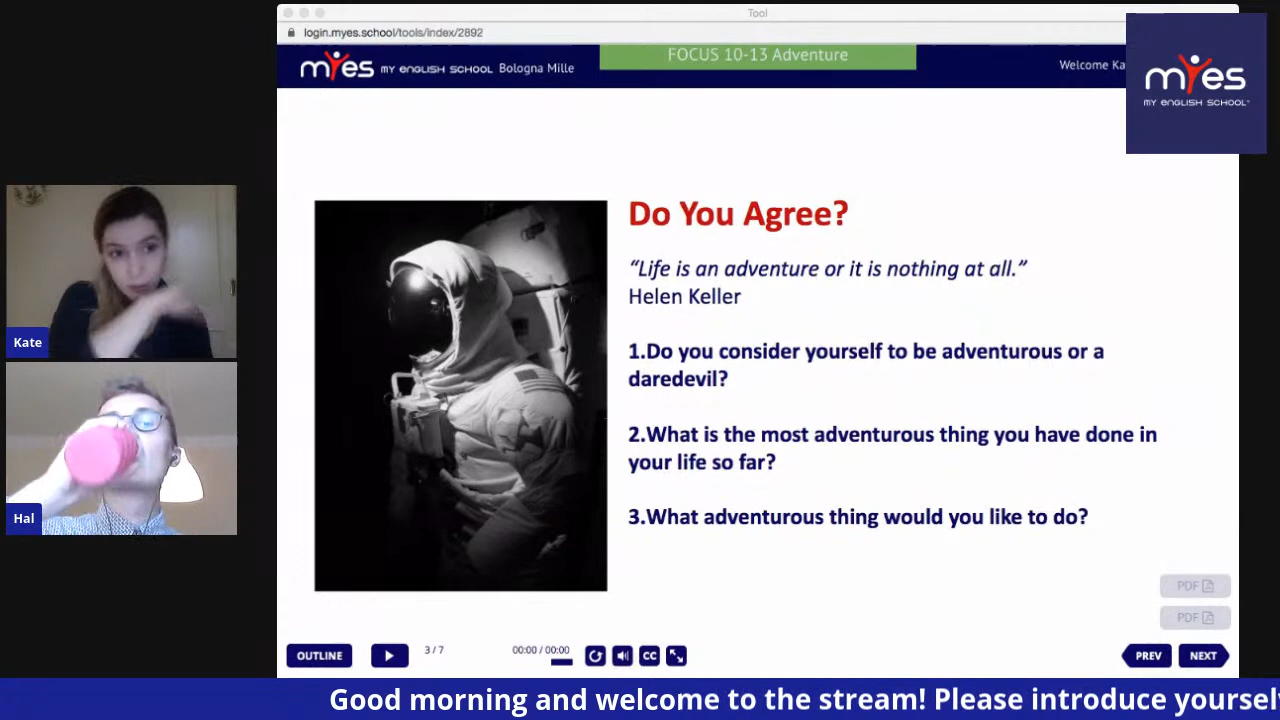 Tool
login.myes.school/tools/index/2892
myes MY ENGLISH SCHOOL Bologna Mille
FOCUS 10-13 Adventure
Welcome Ka
myes
MY ENGLISH SCHOOL
Do You Agree?
“Life is an adventure or it is nothing at all.”
Helen Keller
1.Do you consider yourself to be adventurous or a
daredevil?
2.What is the most adventurous thing you have done in
your life so far?
3.What adventurous thing would you like to do?
Kate
Hal
PDF
PDF
OUTLINE
3 / 7
00:00 / 00:00
CC
PREV
NEXT
Good morning and welcome to the stream! Please introduce yoursel